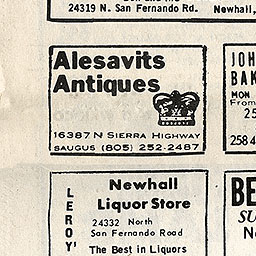 24319 N. San Fernando Rd. Newhall,
Alesavits
Antiques
16387 N Sierra Highway
Saugus (805) 252-2487
JOH
BAK
MON
From
25
258 4
Newhall
Liquor Store
24332 North
San Fernando Road
The Best in Liquors
LEROY'
BE
SU
N